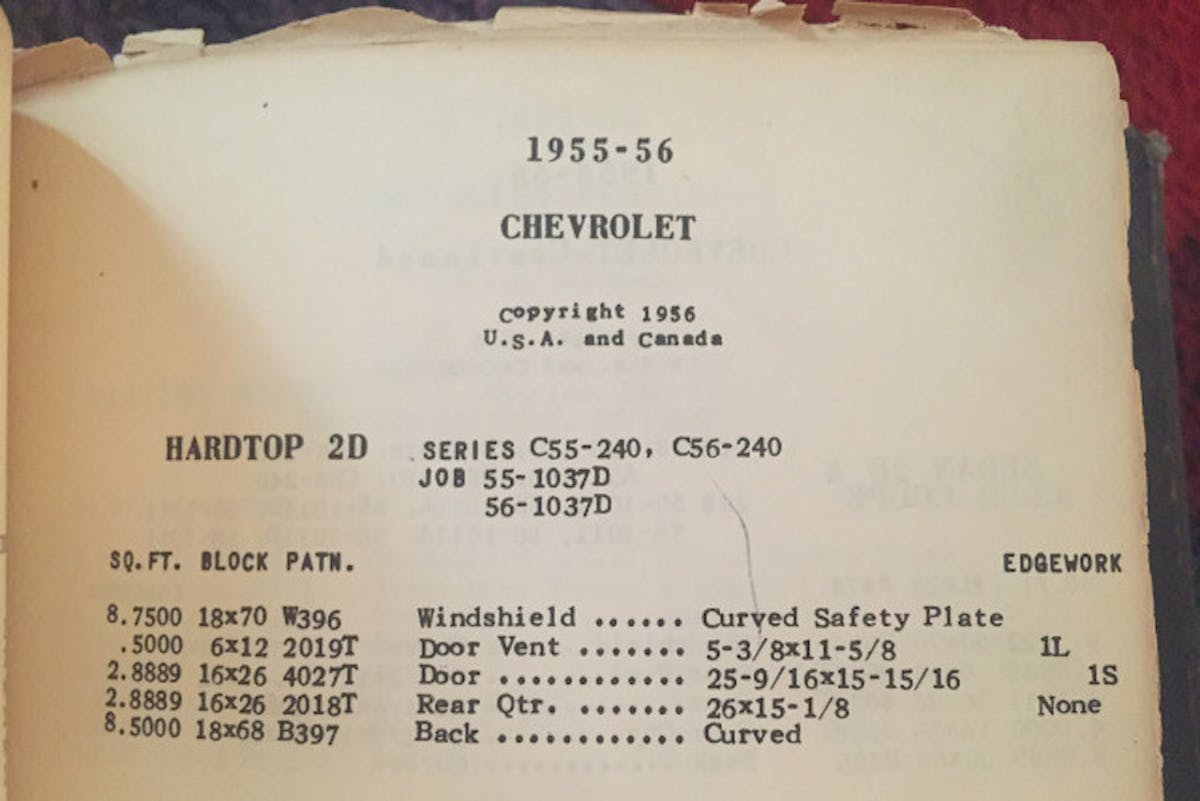 1955-56
CHEVROLET
Copyright 1956
U.S.A. and Canada
HARDTOP 2D SERIES C55-240, C56-240
JOB 55-1037D
56-1037D
SQ.FT. BLOCK PATN. EDGEWORK
8.7500 18x70 W396 Windshield ...... Curved Safety Plate
.5000 6x12 2019T Door Vent ....... 5-3/8x11-5/8 1L
2.8889 16x26 4027T Door ............ 25-9/16x15-15/16 1S
2.8889 16x26 2018T Rear Qtr. ....... 26x15-1/8 None
8.5000 18x68 B397 Back ............ Curved